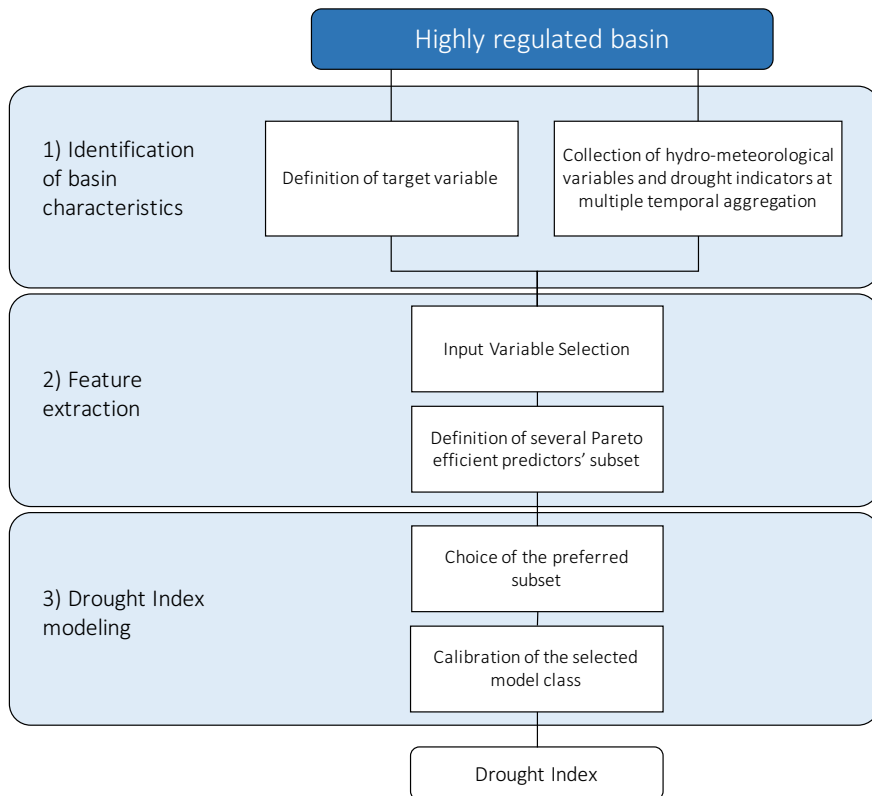 Highly regulated basin
1) Identification
of basin
characteristics
Definition of target variable
Collection of hydro-meteorological
variables and drought indicators at
multiple temporal aggregation
2) Feature
extraction
Input Variable Selection
Definition of several Pareto
efficient predictors’ subset
3) Drought Index
modeling
Choice of the preferred
subset
Calibration of the selected
model class
Drought Index